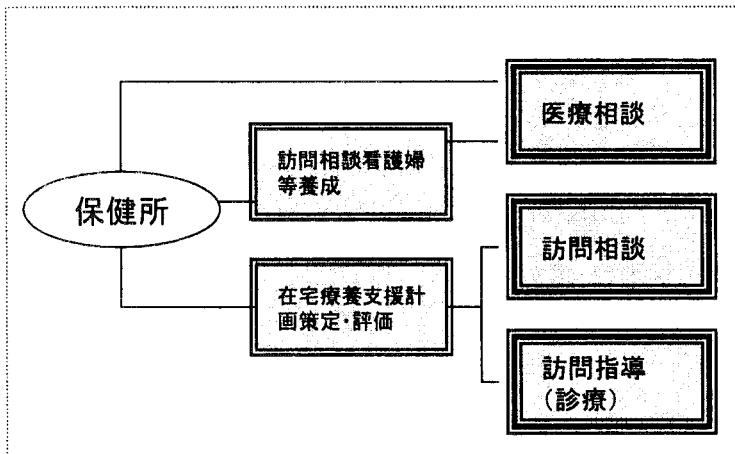 医療相談
訪問相談看護婦
等養成
保健所
訪問相談
在宅療養支援計
画策定・評価
訪問指導
(診療)